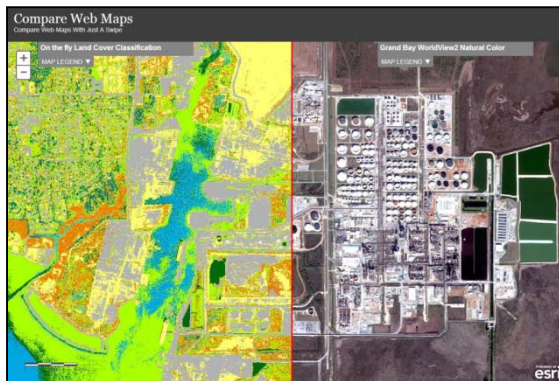 Compare Web Maps
Compare Web Maps With Just A Swipe
On the fly Land Cover Classification
MAP LEGEND ▼
Grand Bay WorldView2 Natural Color
MAP LEGEND ▼
+
−
esri